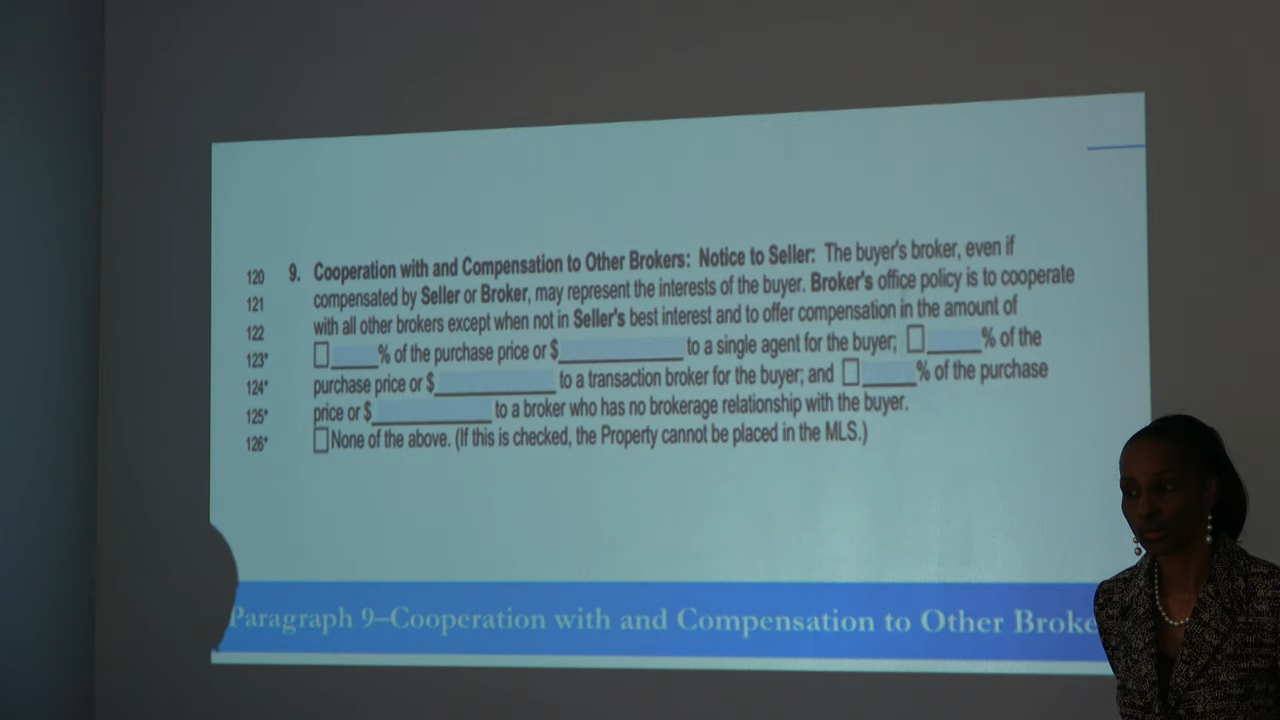 120 9. Cooperation with and Compensation to Other Brokers: Notice to Seller: The buyer's broker, even if
121 compensated by Seller or Broker, may represent the interests of the buyer. Broker's office policy is to cooperate
122 with all other brokers except when not in Seller's best interest and to offer compensation in the amount of
123* ☐ ____% of the purchase price or $__________ to a single agent for the buyer; ☐ ____% of the
124* purchase price or $__________ to a transaction broker for the buyer; and ☐ ____% of the purchase
125* price or $__________ to a broker who has no brokerage relationship with the buyer.
126* ☐ None of the above. (If this is checked, the Property cannot be placed in the MLS.)
Paragraph 9–Cooperation with and Compensation to Other Broke